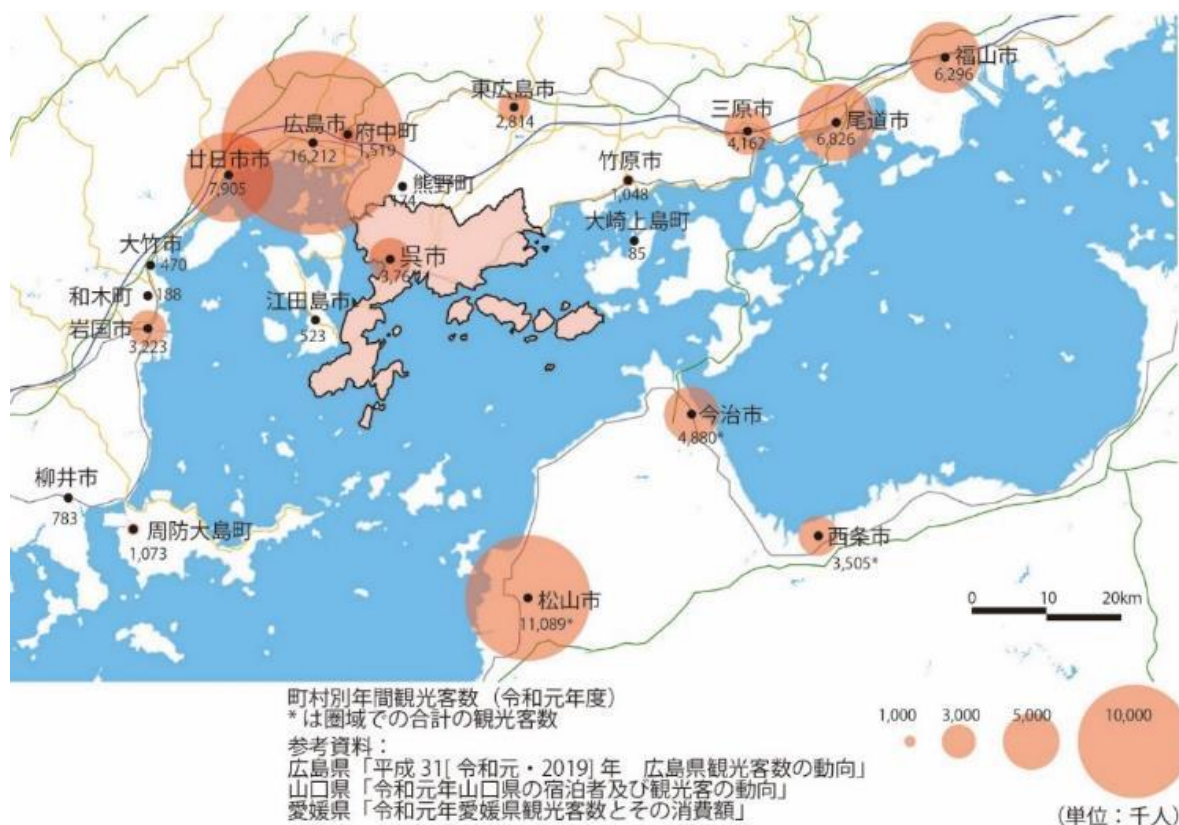 福山市
6,296
東広島市
2,814
三原市
4,162
尾道市
6,826
広島市
16,212
府中町
1,519
廿日市市
7,905
竹原市
1,048
熊野町
174
大崎上島町
85
呉市
大竹市
470
和木町
188
江田島市
523
岩国市
3,223
今治市
4,880*
柳井市
783
周防大島町
1,073
西条市
3,505*
松山市
11,089*
0 10 20km
町村別年間観光客数（令和元年度）
* は圏域での合計の観光客数
参考資料：
広島県「平成 31[ 令和元・2019] 年　広島県観光客数の動向」
山口県「令和元年山口県の宿泊者及び観光客の動向」
愛媛県「令和元年愛媛県観光客数とその消費額」
1,000 3,000 5,000 10,000
（単位：千人）